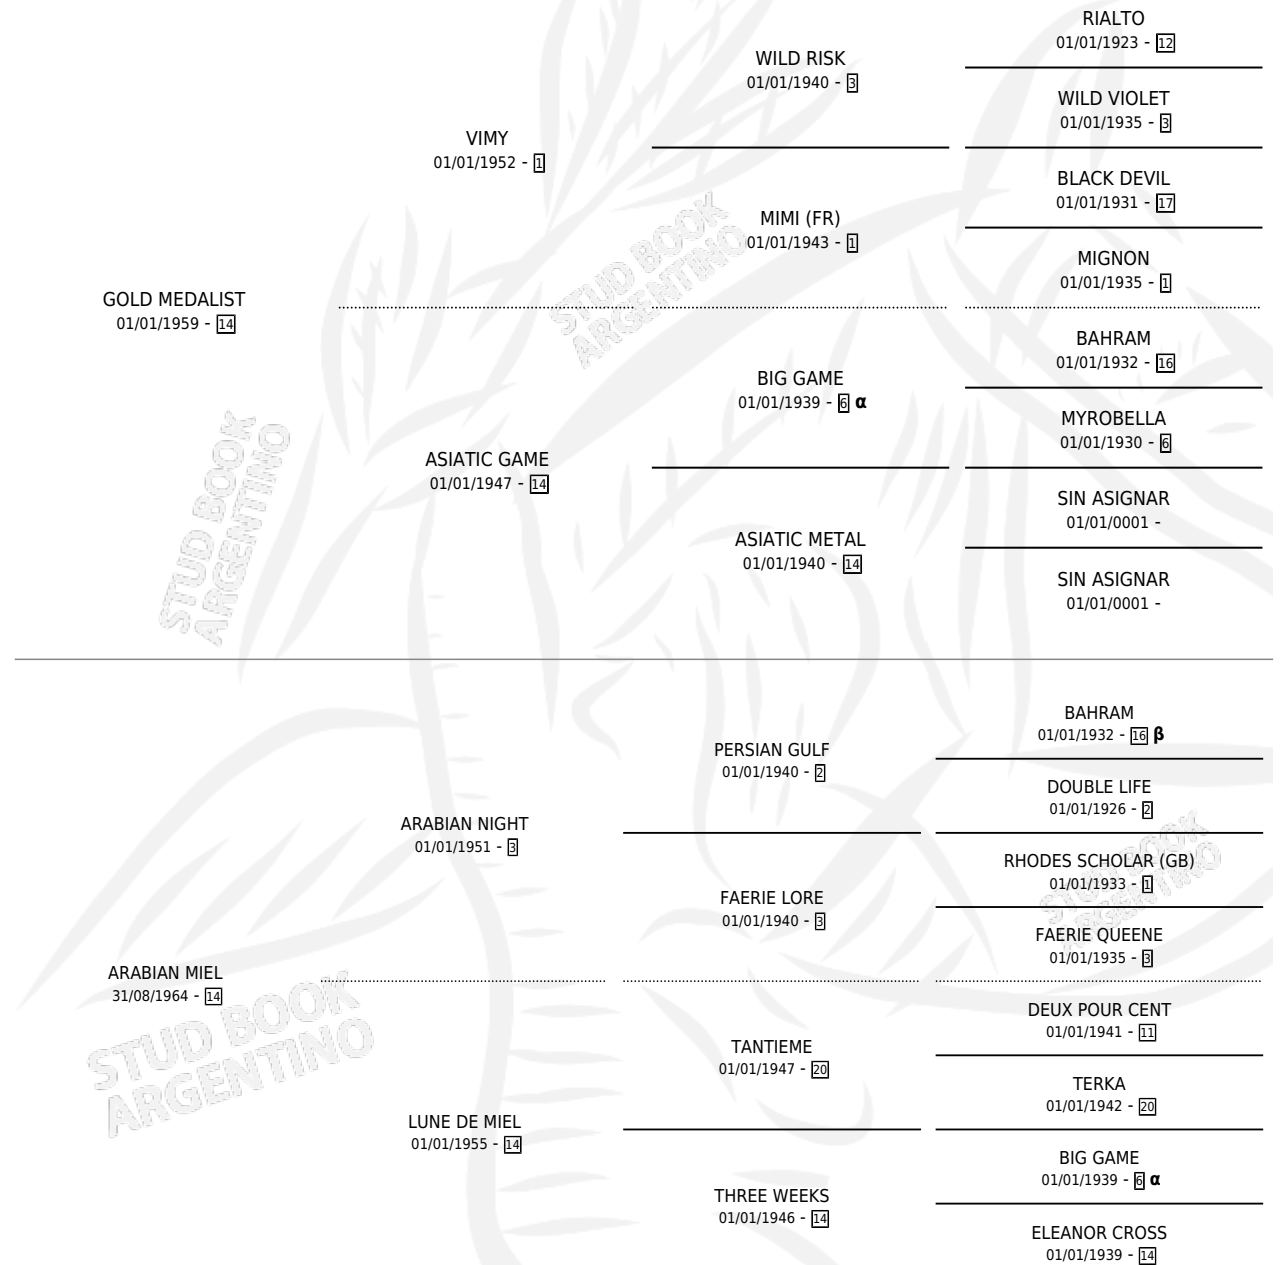 RIALTO
01/01/1923 - 12
WILD RISK
01/01/1940 - 3
WILD VIOLET
01/01/1935 - 3
VIMY
01/01/1952 - 1
BLACK DEVIL
01/01/1931 - 17
MIMI (FR)
01/01/1943 - 1
MIGNON
01/01/1935 - 1
GOLD MEDALIST
01/01/1959 - 14
BAHRAM
01/01/1932 - 16
BIG GAME
01/01/1939 - 6 α
MYROBELLA
01/01/1930 - 6
ASIATIC GAME
01/01/1947 - 14
SIN ASIGNAR
01/01/0001 -
ASIATIC METAL
01/01/1940 - 14
SIN ASIGNAR
01/01/0001 -
STUD BOOK
ARGENTINO
STUD BOOK
ARGENTINO
BAHRAM
01/01/1932 - 16 β
PERSIAN GULF
01/01/1940 - 2
DOUBLE LIFE
01/01/1926 - 2
ARABIAN NIGHT
01/01/1951 - 3
RHODES SCHOLAR (GB)
01/01/1933 - 1
FAERIE LORE
01/01/1940 - 3
FAERIE QUEENE
01/01/1935 - 3
ARABIAN MIEL
31/08/1964 - 14
DEUX POUR CENT
01/01/1941 - 11
TANTIEME
01/01/1947 - 20
TERKA
01/01/1942 - 20
LUNE DE MIEL
01/01/1955 - 14
BIG GAME
01/01/1939 - 6 α
THREE WEEKS
01/01/1946 - 14
ELEANOR CROSS
01/01/1939 - 14
STUD BOOK
ARGENTINO
STUD BOOK
ARGENTINO